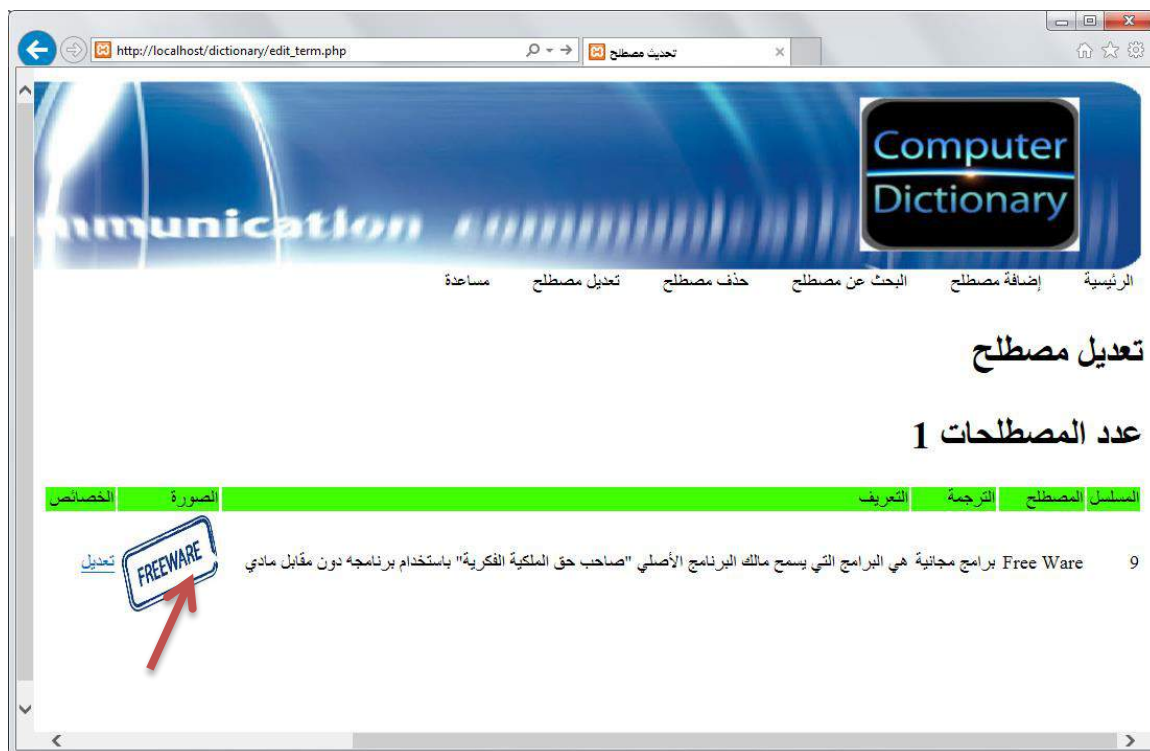 http://localhost/dictionary/edit_term.php
تحديث مصطلح
Computer
Dictionary
mmunication
الرئيسية إضافة مصطلح البحث عن مصطلح حذف مصطلح تعديل مصطلح مساعدة
تعديل مصطلح
عدد المصطلحات 1
المسلسل المصطلح الترجمة التعريف الصورة الخصائص
9 Free Ware برامج مجانية هي البرامج التي يسمح مالك البرنامج الأصلي "صاحب حق الملكية الفكرية" باستخدام برنامجه دون مقابل مادي FREEWARE تعديل